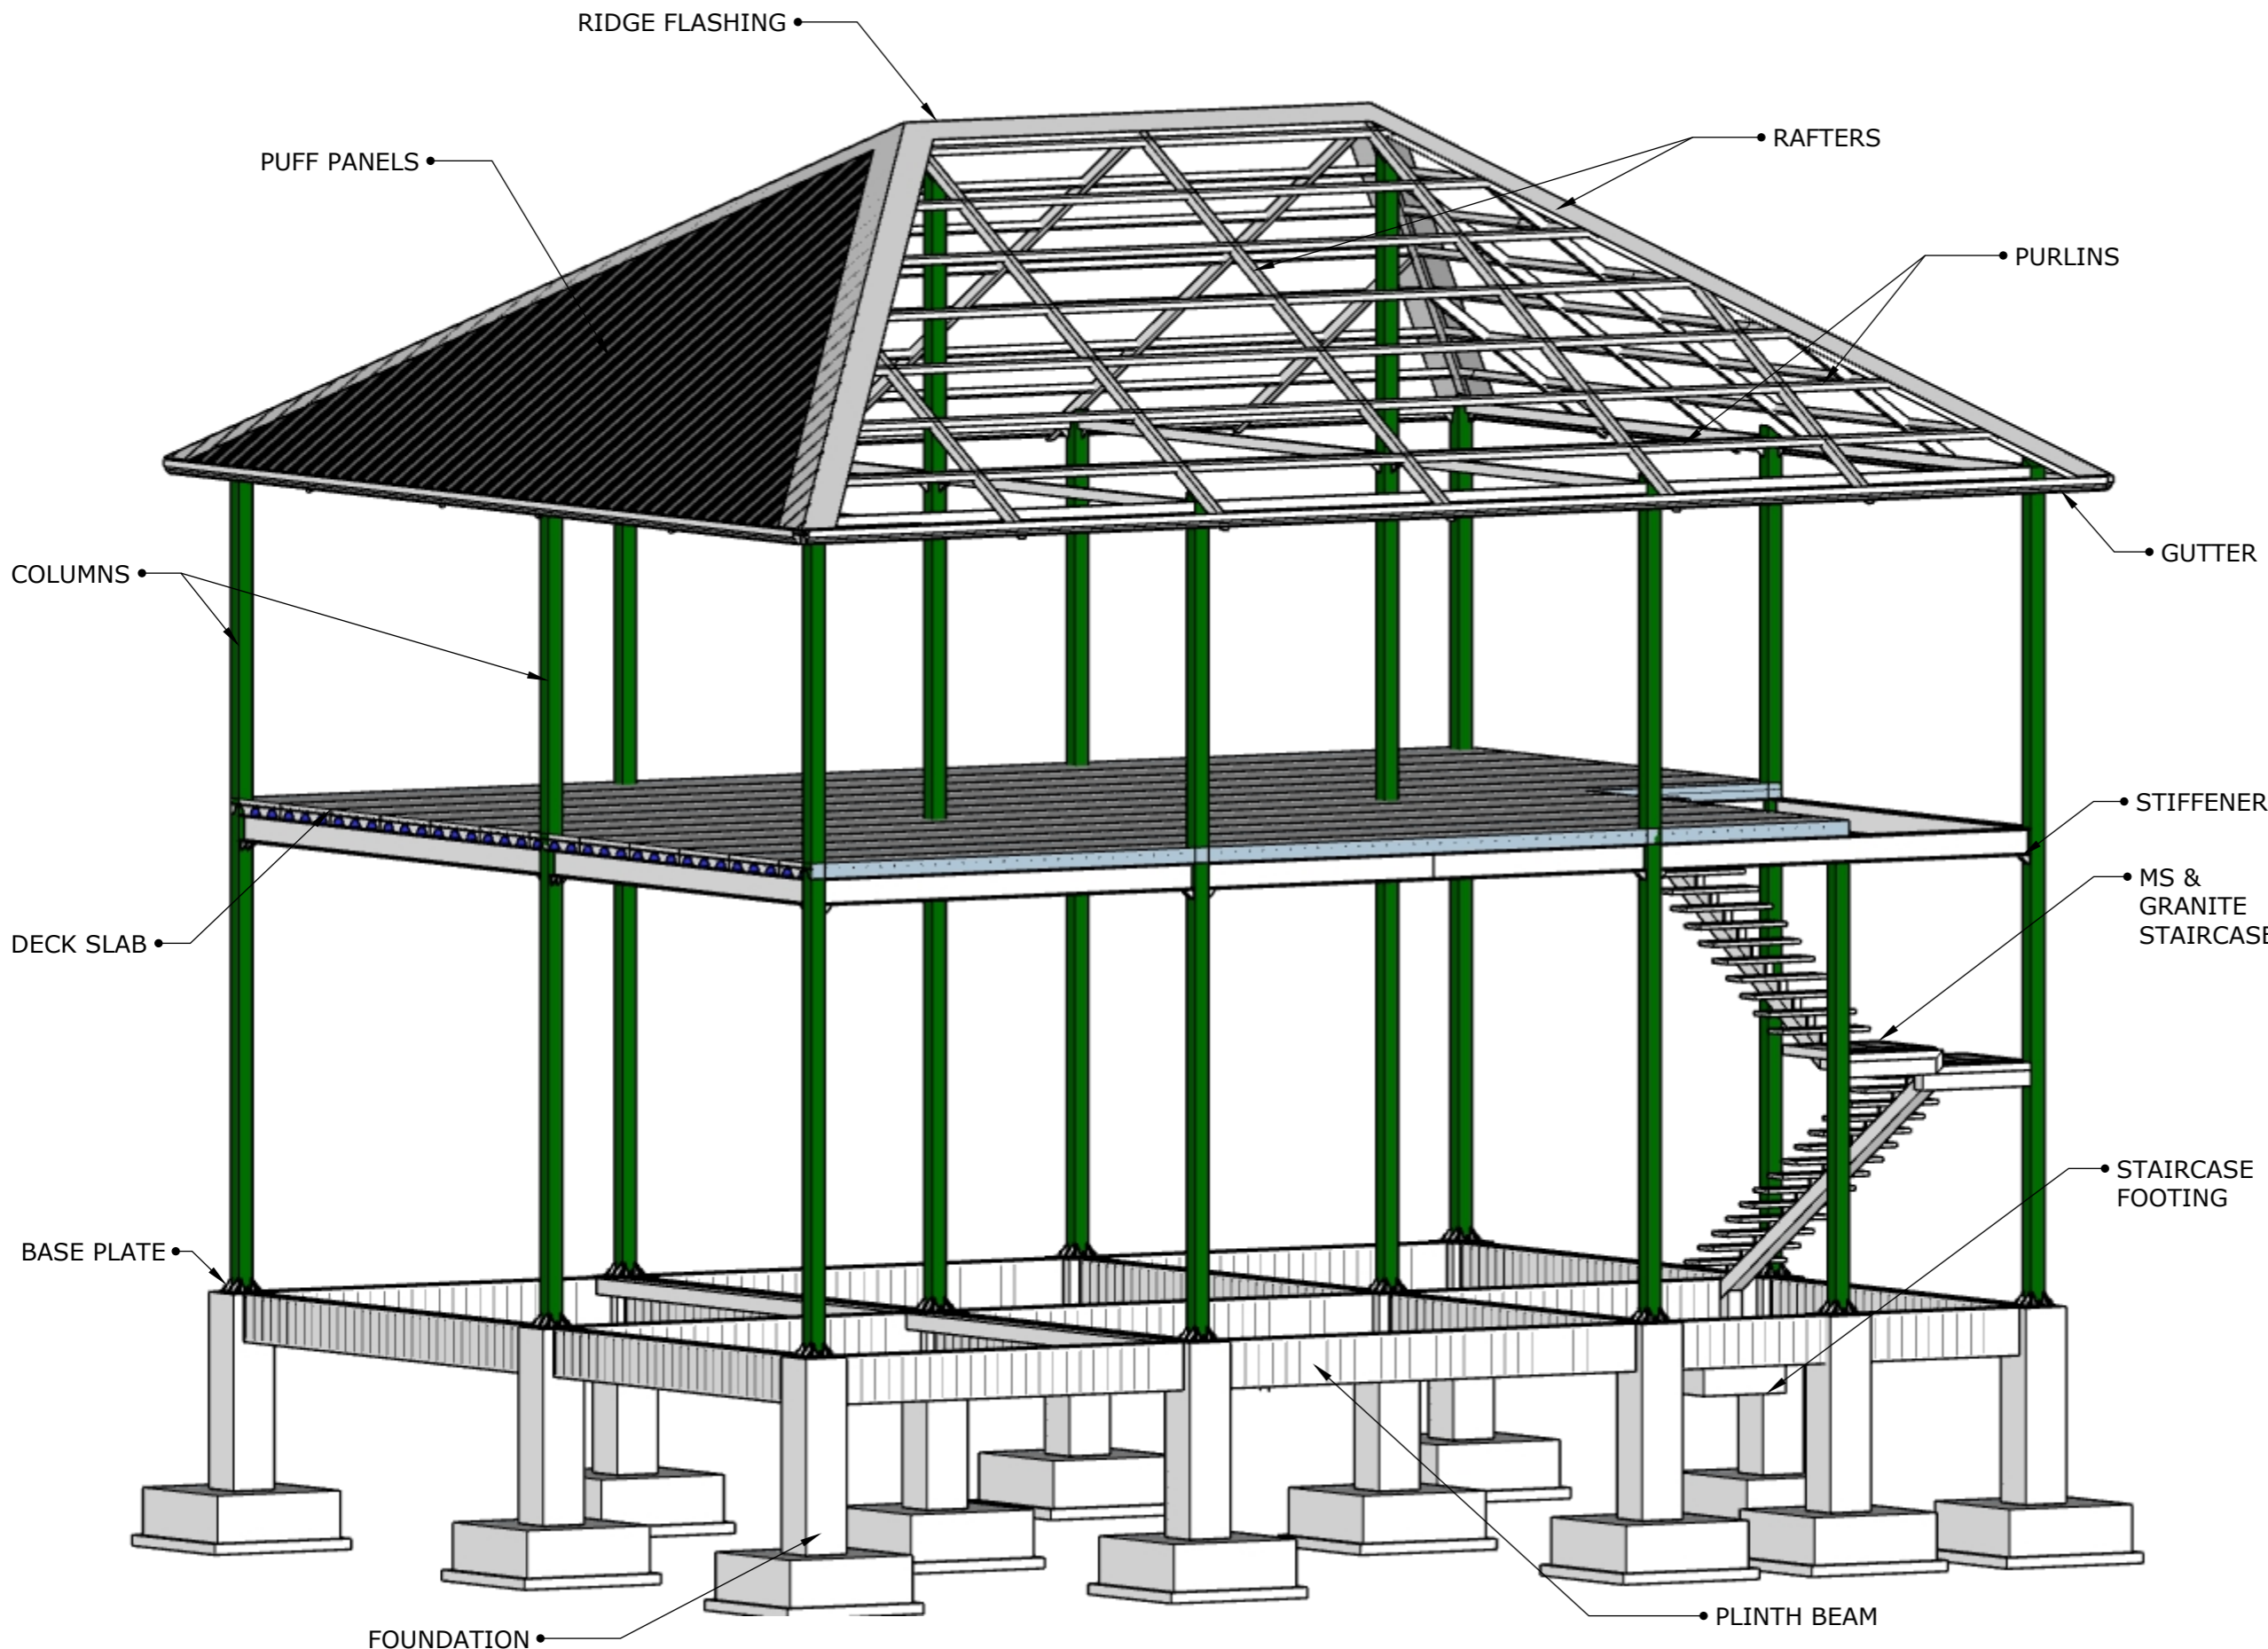 RIDGE FLASHING
RAFTERS
PUFF PANELS
PURLINS
GUTTER
COLUMNS
STIFFENER
MS &
GRANITE
STAIRCASE
DECK SLAB
STAIRCASE
FOOTING
BASE PLATE
PLINTH BEAM
FOUNDATION